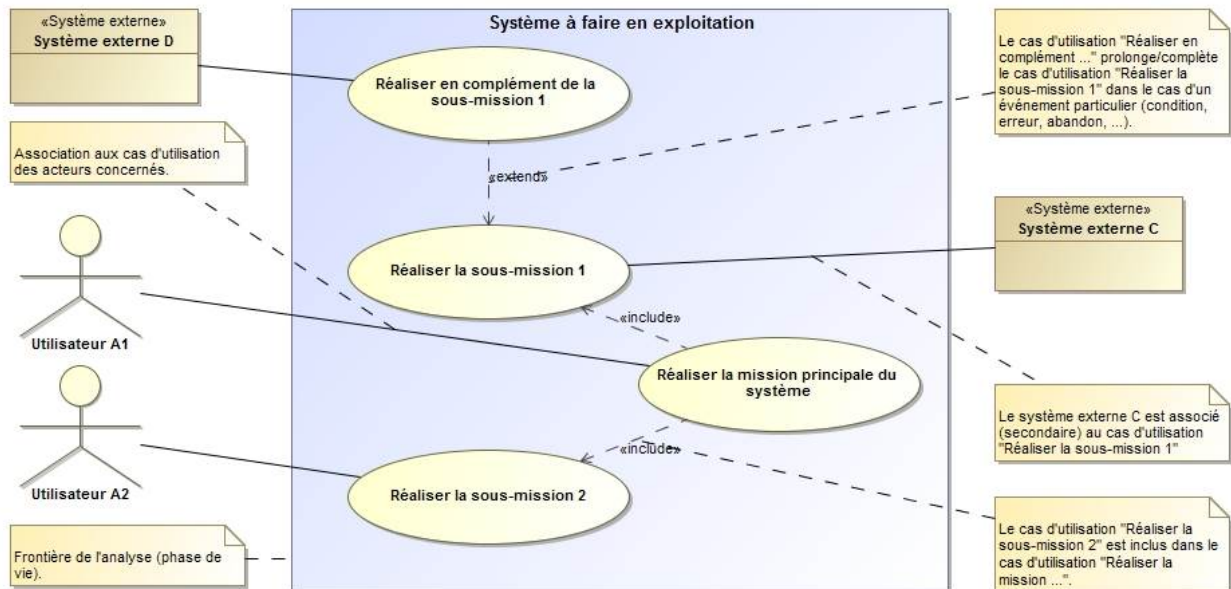 «Système externe»
Système externe D
Système à faire en exploitation
Réaliser en complément de la
sous-mission 1
Le cas d'utilisation "Réaliser en
complément ..." prolonge/complète
le cas d'utilisation "Réaliser la
sous-mission 1" dans le cas d'un
événement particulier (condition,
erreur, abandon, ...).
Association aux cas d'utilisation
des acteurs concernés.
«extend»
«Système externe»
Système externe C
Réaliser la sous-mission 1
Utilisateur A1
«include»
Réaliser la mission principale du
système
Le système externe C est associé
(secondaire) au cas d'utilisation
"Réaliser la sous-mission 1"
«include»
Utilisateur A2
Réaliser la sous-mission 2
Le cas d'utilisation "Réaliser la
sous-mission 2" est inclus dans le
cas d'utilisation "Réaliser la
mission ...".
Frontière de l'analyse (phase de
vie).